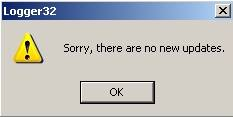 Logger32
Sorry, there are no new updates.
OK